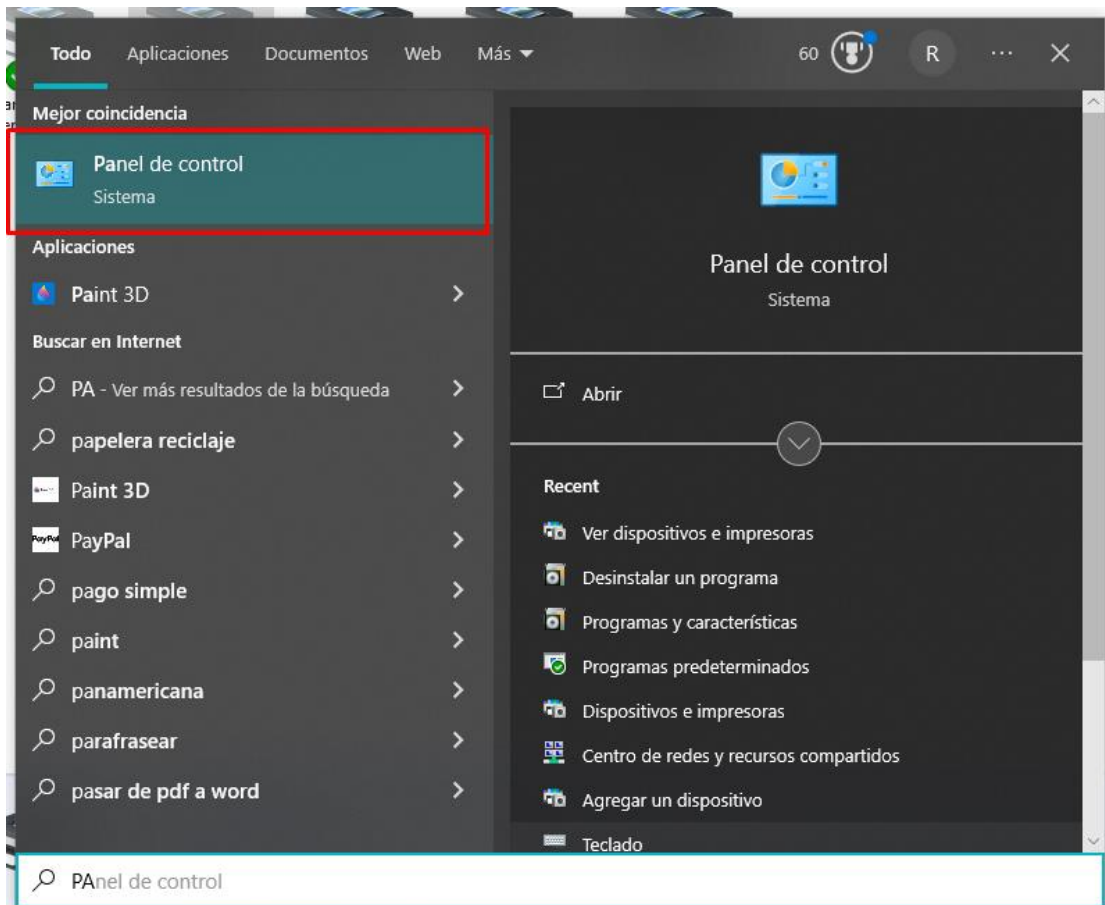 Todo Aplicaciones Documentos Web Más 60 R ...
Mejor coincidencia
Panel de control
Sistema
Aplicaciones
Paint 3D
Buscar en Internet
PA - Ver más resultados de la búsqueda
papelera reciclaje
Paint 3D
PayPal PayPal
pago simple
paint
panamericana
parafrasear
pasar de pdf a word
Panel de control
Sistema
Abrir
Recent
Ver dispositivos e impresoras
Desinstalar un programa
Programas y características
Programas predeterminados
Dispositivos e impresoras
Centro de redes y recursos compartidos
Agregar un dispositivo
Teclado
PAnel de control